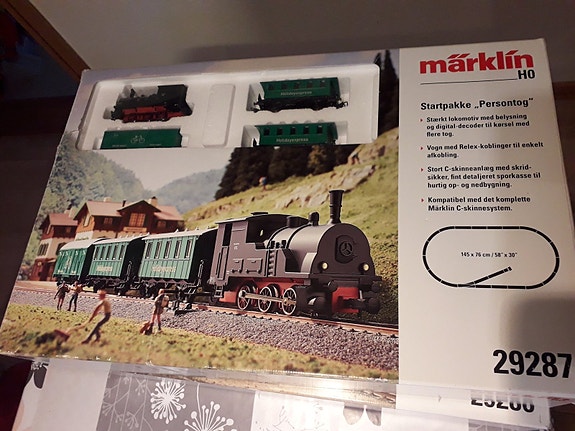 märklin
HO
Startpakke „Persontog"
Stærkt lokomotiv med belysning
og digital-decoder til kørsel med
flere tog.
Vogn med Relex-koblinger til enkelt
afkobling.
Stort C-skinneanlæg med skrid-
sikker, fint detaljeret sporkasse til
hurtig op- og nedbygning.
Kompatibel med det komplette
Märklin C-skinnesystem.
145 x 76 cm / 58" x 30"
29287